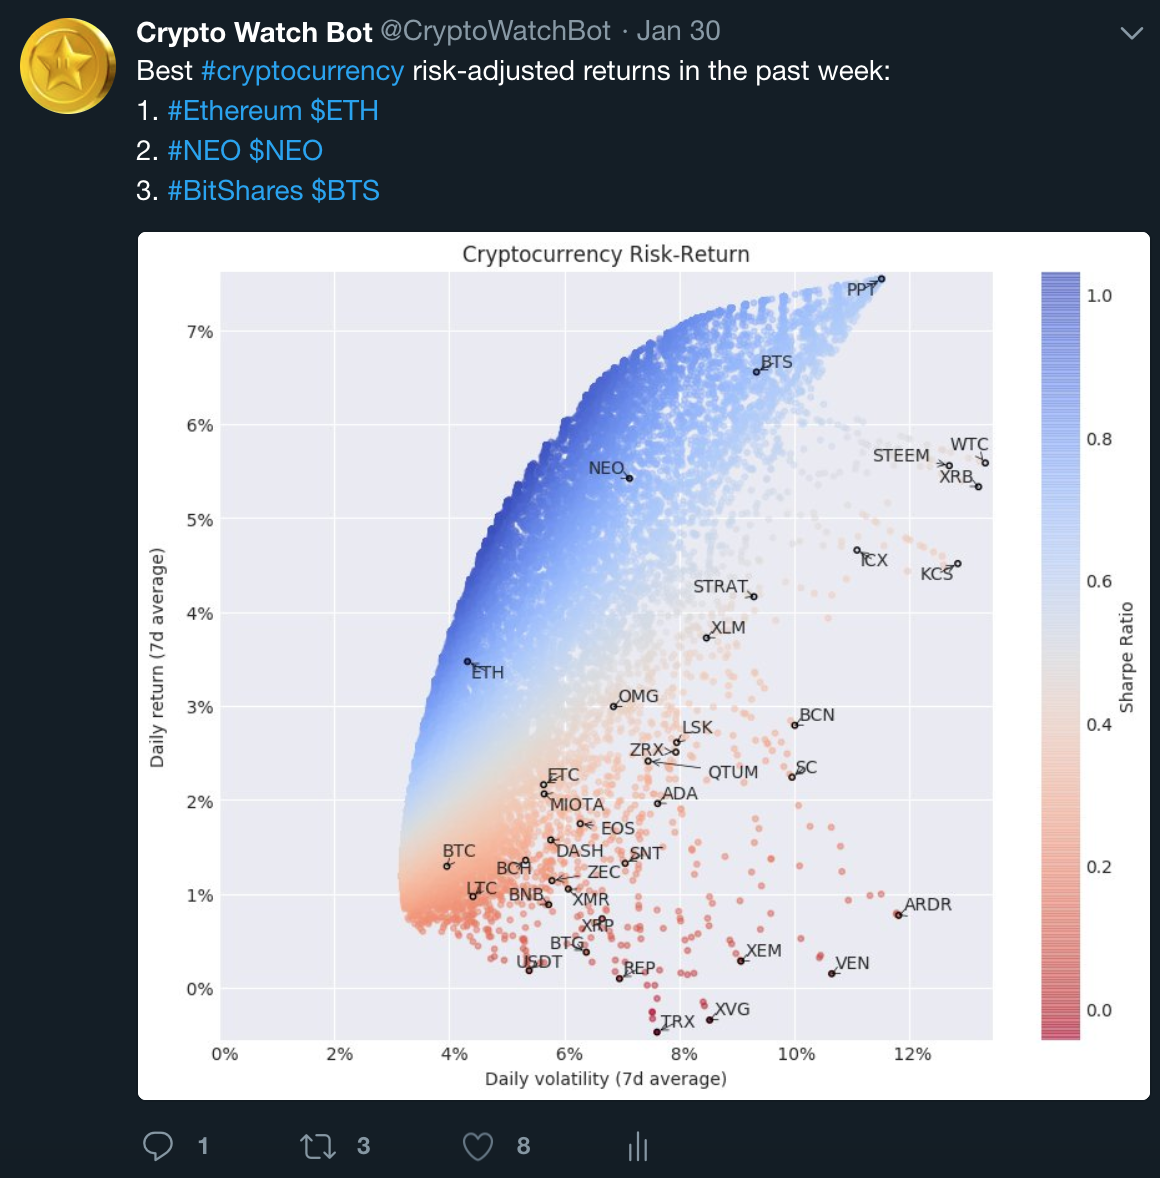 Crypto Watch Bot @CryptoWatchBot · Jan 30
Best #cryptocurrency risk-adjusted returns in the past week:
1. #Ethereum $ETH
2. #NEO $NEO
3. #BitShares $BTS
Cryptocurrency Risk-Return
PPT
1.0
7%
BTS
6%
0.8
WTC
STEEM
NEO
XRB
5%
ICX
KCS
0.6
STRAT
4%
XLM
ETH
OMG
3%
BCN
0.4
LSK
ZRX
QTUM
SC
ETC
2%
MIOTA
ADA
EOS
BTC
DASH
SNT
BCH
ZEC
0.2
LTC
1%
BNB
XMR
ARDR
XRP
BTG
XEM
USDT
REP
VEN
0%
0.0
XVG
TRX
Daily return (7d average)
Sharpe Ratio
0% 2% 4% 6% 8% 10% 12%
Daily volatility (7d average)
1 3 8